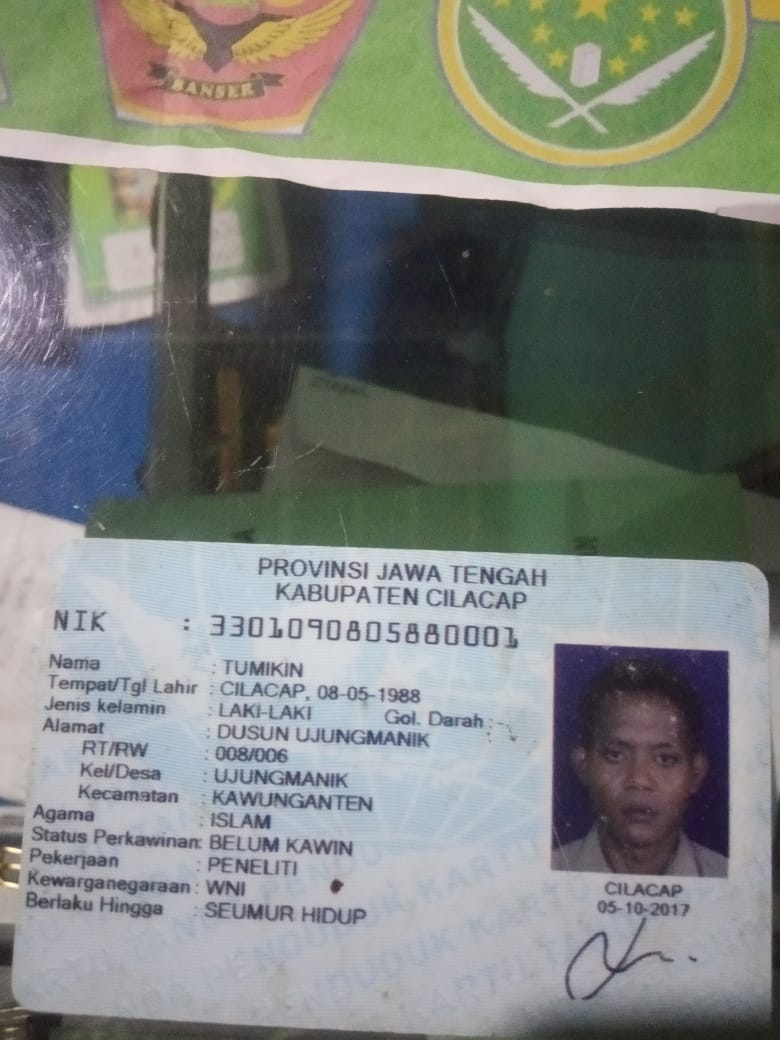 BANSER
PROVINSI JAWA TENGAH
KABUPATEN CILACAP
NIK : 3301090805880001
Nama : TUMIKIN
Tempat/Tgl Lahir : CILACAP, 08-05-1988
Jenis kelamin : LAKI-LAKI Gol. Darah : -
Alamat : DUSUN UJUNGMANIK
RT/RW : 008/006
Kel/Desa : UJUNGMANIK
Kecamatan : KAWUNGANTEN
Agama : ISLAM
Status Perkawinan: BELUM KAWIN
Pekerjaan : PENELITI
Kewarganegaraan : WNI
Berlaku Hingga : SEUMUR HIDUP
CILACAP
05-10-2017